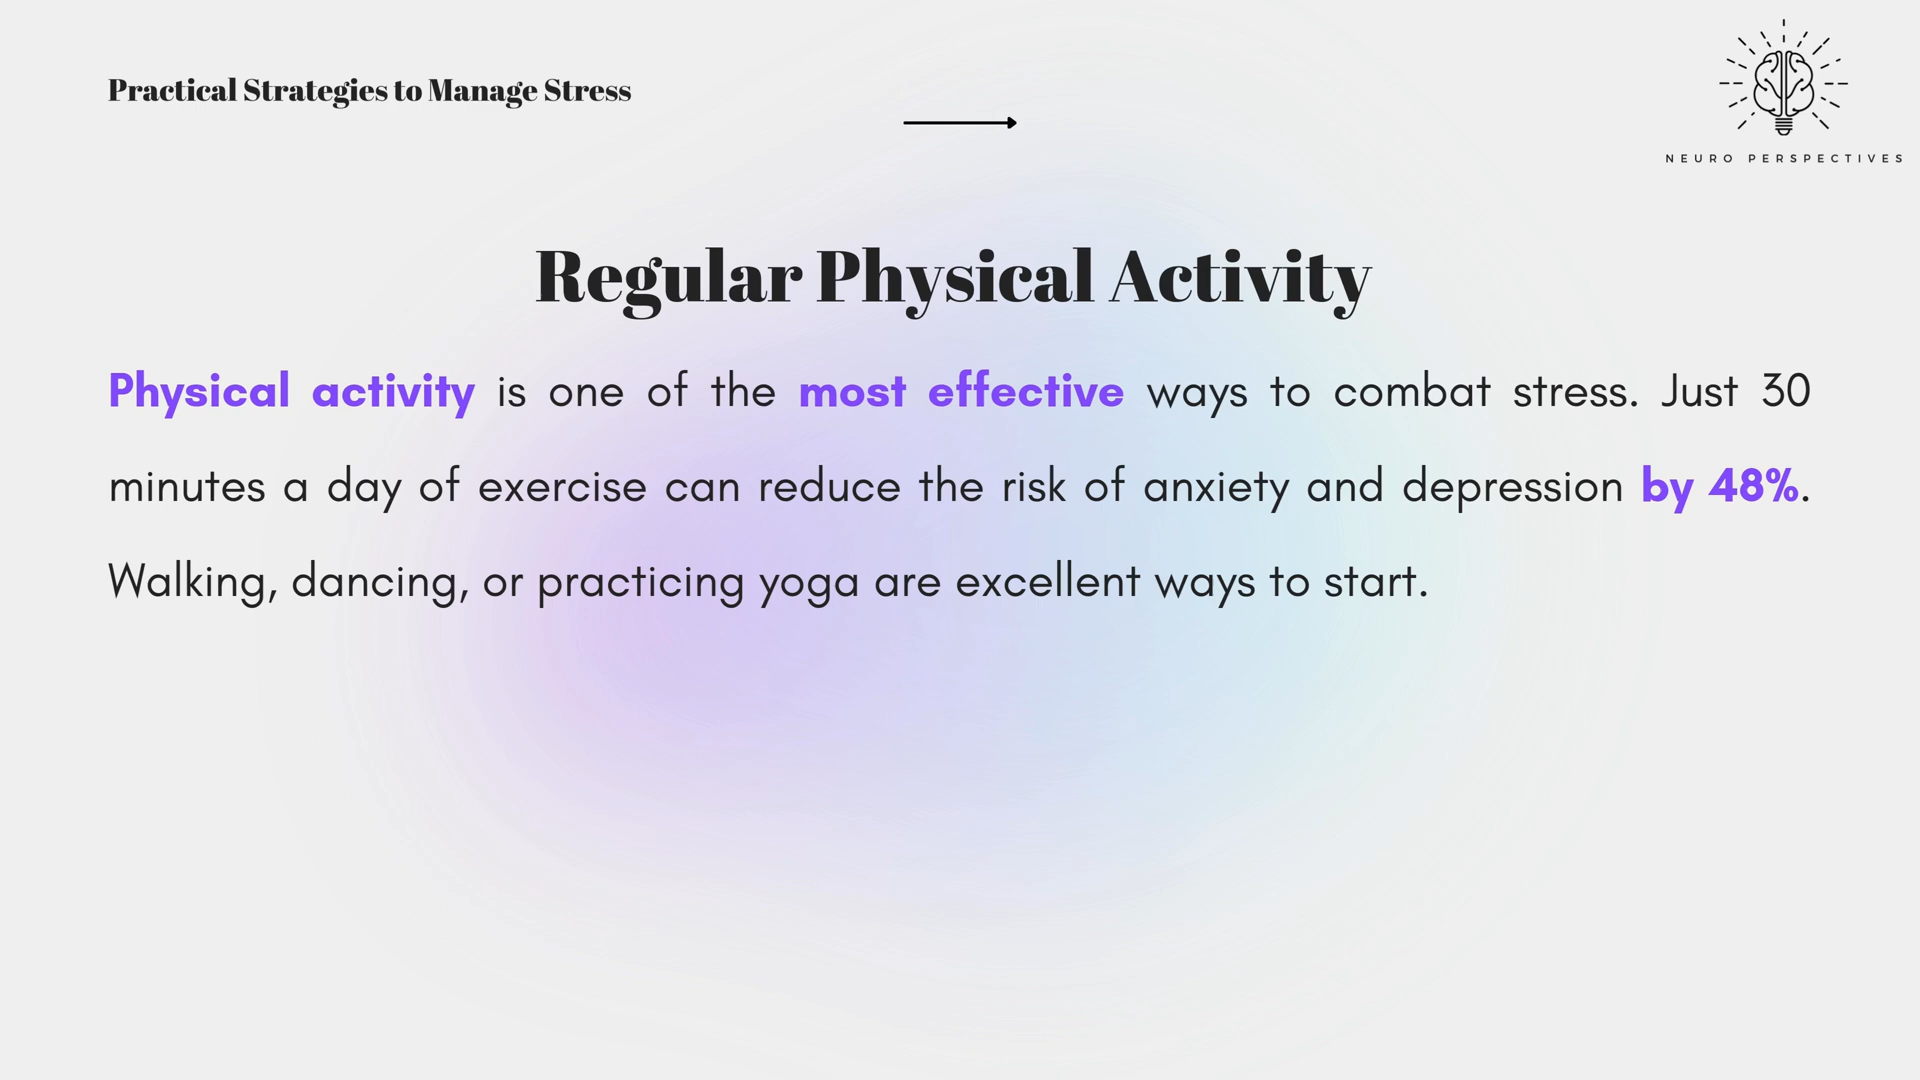 Practical Strategies to Manage Stress
NEURO PERSPECTIVES
Regular Physical Activity
Physical activity is one of the most effective ways to combat stress. Just 30
minutes a day of exercise can reduce the risk of anxiety and depression by 48%.
Walking, dancing, or practicing yoga are excellent ways to start.